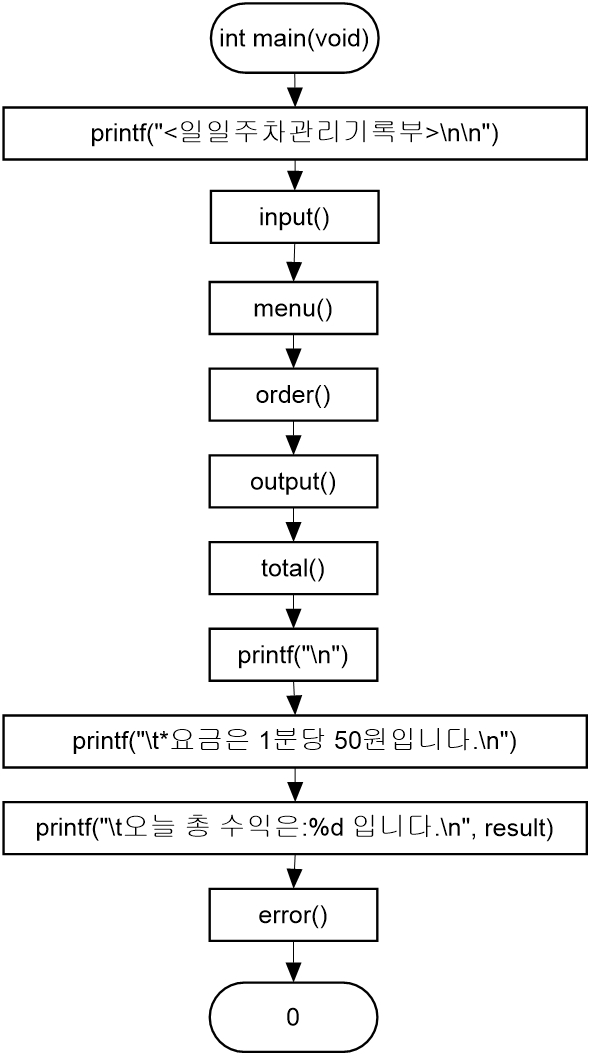 int main(void)
printf("<일일주차관리기록부>\n\n")
input()
menu()
order()
output()
total()
printf("\n")
printf("\t*요금은 1분당 50원입니다.\n")
printf("\t오늘 총 수익은:%d 입니다.\n", result)
error()
0